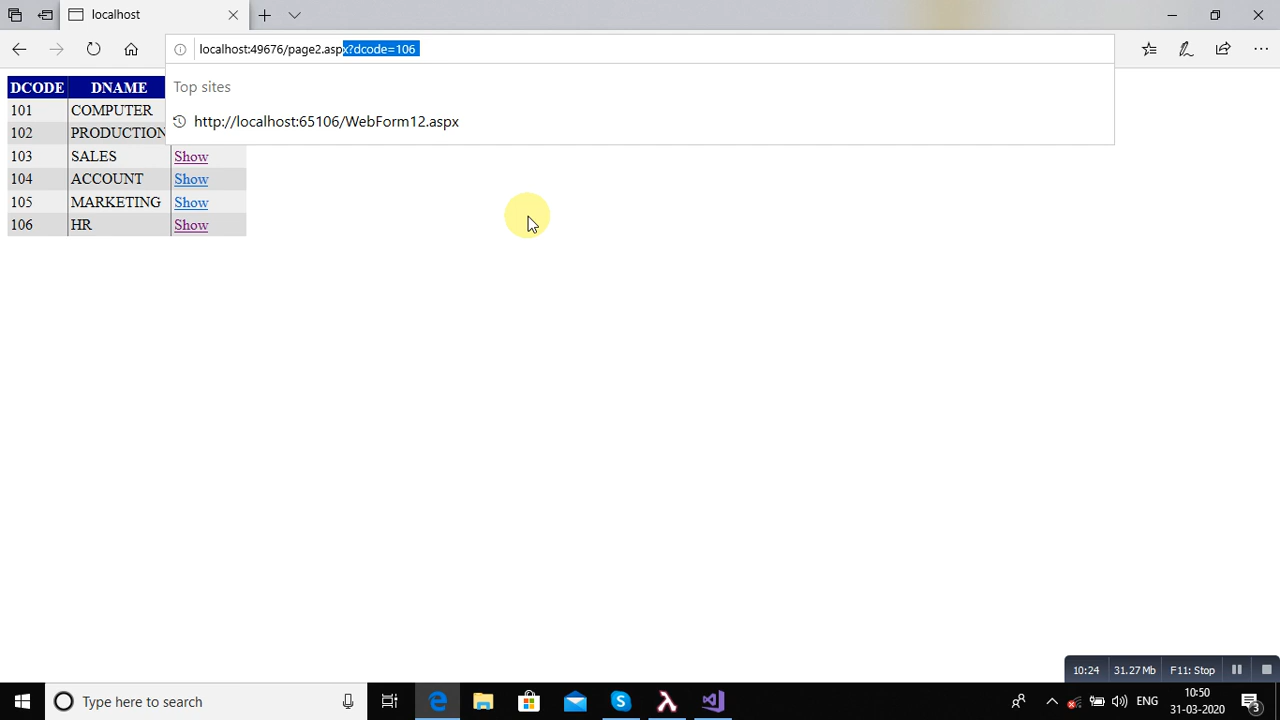 localhost
localhost:49676/page2.aspx?dcode=106
Top sites
http://localhost:65106/WebForm12.aspx
DCODE DNAME
101 COMPUTER
102 PRODUCTION
103 SALES Show
104 ACCOUNT Show
105 MARKETING Show
106 HR Show
10:24 31.27 Mb F11: Stop
Type here to search
ENG
10:50
31-03-2020
3